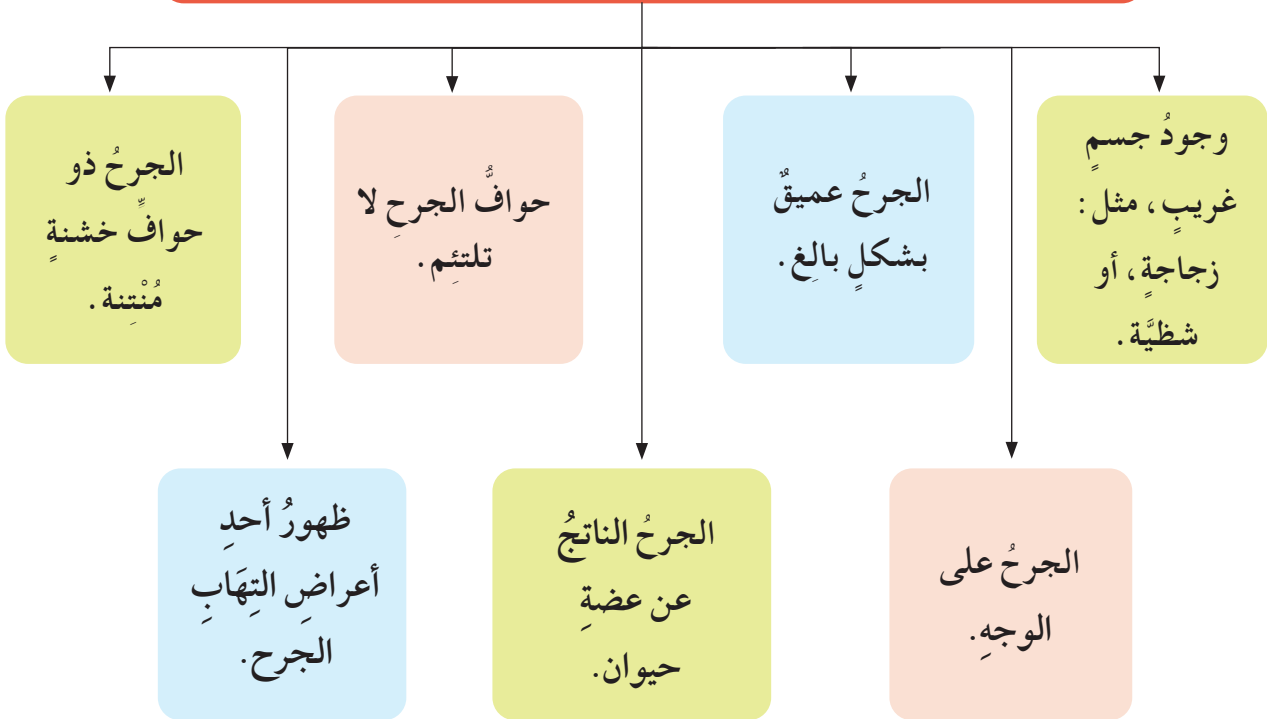 وجودُ جسمٍ
غريبٍ، مثل:
زجاجةٍ، أو
شظيَّة.
الجرحُ عميقٌ
بشكلٍ بالِغ.
حوافُّ الجرحِ لا
تلتئِم.
الجرحُ ذو
حوافٍّ خشنةٍ
مُنْتِنة.
الجرحُ على
الوجهِ.
الجرحُ الناتجُ
عن عضةِ
حيوان.
ظهورُ أحدِ
أعراضِ التِهَابِ
الجرح.